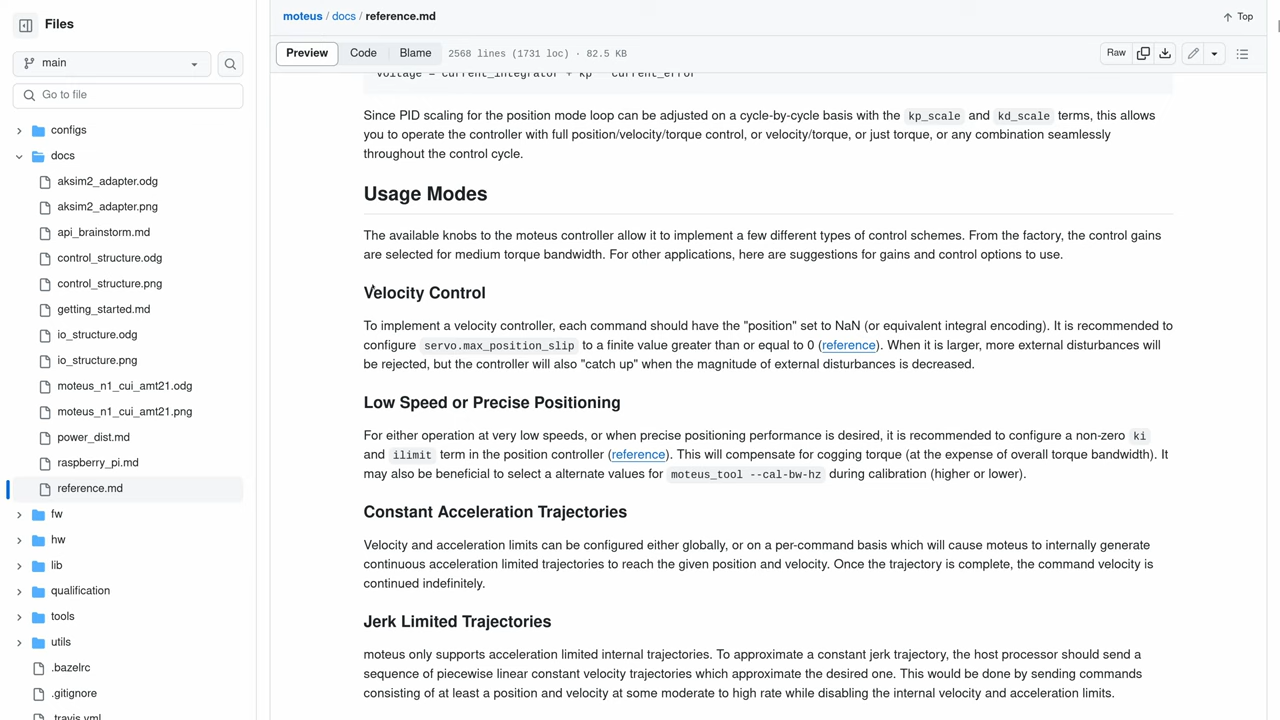 Files
main
Go to file
configs
docs
aksim2_adapter.odg
aksim2_adapter.png
api_brainstorm.md
control_structure.odg
control_structure.png
getting_started.md
io_structure.odg
io_structure.png
moteus_n1_cui_amt21.odg
moteus_n1_cui_amt21.png
power_dist.md
raspberry_pi.md
reference.md
fw
hw
lib
qualification
tools
utils
.bazelrc
.gitignore
.travis.yml
moteus / docs / reference.md
Top
Preview Code Blame 2568 lines (1731 loc) · 82.5 KB
Raw
voltage = current_integrator + kp * current_error
Since PID scaling for the position mode loop can be adjusted on a cycle-by-cycle basis with the kp_scale and kd_scale terms, this allows
you to operate the controller with full position/velocity/torque control, or velocity/torque, or just torque, or any combination seamlessly
throughout the control cycle.
Usage Modes
The available knobs to the moteus controller allow it to implement a few different types of control schemes. From the factory, the control gains
are selected for medium torque bandwidth. For other applications, here are suggestions for gains and control options to use.
Velocity Control
To implement a velocity controller, each command should have the "position" set to NaN (or equivalent integral encoding). It is recommended to
configure servo.max_position_slip to a finite value greater than or equal to 0 (reference). When it is larger, more external disturbances will
be rejected, but the controller will also "catch up" when the magnitude of external disturbances is decreased.
Low Speed or Precise Positioning
For either operation at very low speeds, or when precise positioning performance is desired, it is recommended to configure a non-zero ki
and ilimit term in the position controller (reference). This will compensate for cogging torque (at the expense of overall torque bandwidth). It
may also be beneficial to select a alternate values for moteus_tool --cal-bw-hz during calibration (higher or lower).
Constant Acceleration Trajectories
Velocity and acceleration limits can be configured either globally, or on a per-command basis which will cause moteus to internally generate
continuous acceleration limited trajectories to reach the given position and velocity. Once the trajectory is complete, the command velocity is
continued indefinitely.
Jerk Limited Trajectories
moteus only supports acceleration limited internal trajectories. To approximate a constant jerk trajectory, the host processor should send a
sequence of piecewise linear constant velocity trajectories which approximate the desired one. This would be done by sending commands
consisting of at least a position and velocity at some moderate to high rate while disabling the internal velocity and acceleration limits.